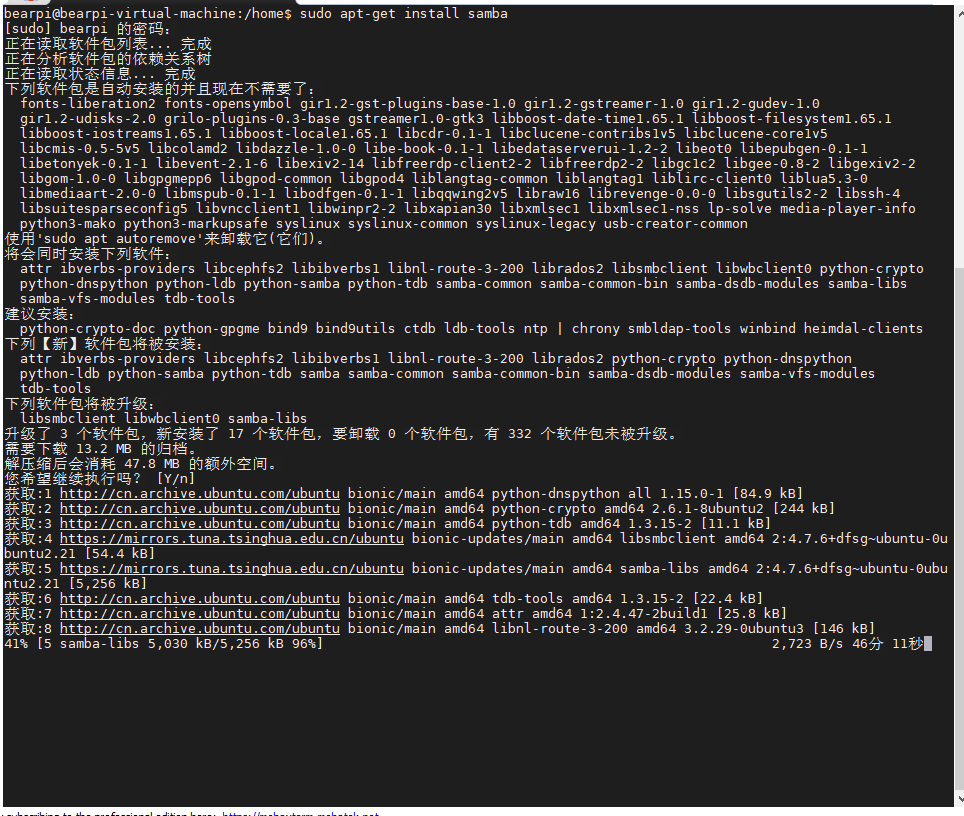 bearpi@bearpi-virtual-machine:/home$ sudo apt-get install samba
[sudo] bearpi 的密码：
正在读取软件包列表... 完成
正在分析软件包的依赖关系树
正在读取状态信息... 完成
下列软件包是自动安装的并且现在不需要了：
  fonts-liberation2 fonts-opensymbol gir1.2-gst-plugins-base-1.0 gir1.2-gstreamer-1.0 gir1.2-gudev-1.0
  gir1.2-udisks-2.0 grilo-plugins-0.3-base gstreamer1.0-gtk3 libboost-date-time1.65.1 libboost-filesystem1.65.1
  libboost-iostreams1.65.1 libboost-locale1.65.1 libcdr-0.1-1 libclucene-contribs1v5 libclucene-core1v5
  libcmis-0.5-5v5 libcolamd2 libdazzle-1.0-0 libe-book-0.1-1 libedataserverui-1.2-2 libeot0 libepubgen-0.1-1
  libetonyek-0.1-1 libevent-2.1-6 libexiv2-14 libfreerdp-client2-2 libfreerdp2-2 libgc1c2 libgee-0.8-2 libgexiv2-2
  libgom-1.0-0 libgpgmepp6 libgpod-common libgpod4 liblangtag-common liblangtag1 liblirc-client0 liblua5.3-0
  libmediaart-2.0-0 libmspub-0.1-1 libodfgen-0.1-1 libqqwing2v5 libraw16 librevenge-0.0-0 libsgutils2-2 libssh-4
  libsuitesparseconfig5 libvncclient1 libwinpr2-2 libxapian30 libxmlsec1 libxmlsec1-nss lp-solve media-player-info
  python3-mako python3-markupsafe syslinux syslinux-common syslinux-legacy usb-creator-common
使用'sudo apt autoremove'来卸载它(它们)。
将会同时安装下列软件：
  attr ibverbs-providers libcephfs2 libibverbs1 libnl-route-3-200 librados2 libsmbclient libwbclient0 python-crypto
  python-dnspython python-ldb python-samba python-tdb samba-common samba-common-bin samba-dsdb-modules samba-libs
  samba-vfs-modules tdb-tools
建议安装：
  python-crypto-doc python-gpgme bind9 bind9utils ctdb ldb-tools ntp | chrony smbldap-tools winbind heimdal-clients
下列【新】软件包将被安装：
  attr ibverbs-providers libcephfs2 libibverbs1 libnl-route-3-200 librados2 python-crypto python-dnspython
  python-ldb python-samba python-tdb samba samba-common samba-common-bin samba-dsdb-modules samba-vfs-modules
  tdb-tools
下列软件包将被升级：
  libsmbclient libwbclient0 samba-libs
升级了 3 个软件包，新安装了 17 个软件包，要卸载 0 个软件包，有 332 个软件包未被升级。
需要下载 13.2 MB 的归档。
解压缩后会消耗 47.8 MB 的额外空间。
您希望继续执行吗？ [Y/n]
获取:1 http://cn.archive.ubuntu.com/ubuntu bionic/main amd64 python-dnspython all 1.15.0-1 [84.9 kB]
获取:2 http://cn.archive.ubuntu.com/ubuntu bionic/main amd64 python-crypto amd64 2.6.1-8ubuntu2 [244 kB]
获取:3 http://cn.archive.ubuntu.com/ubuntu bionic/main amd64 python-tdb amd64 1.3.15-2 [11.1 kB]
获取:4 https://mirrors.tuna.tsinghua.edu.cn/ubuntu bionic-updates/main amd64 libsmbclient amd64 2:4.7.6+dfsg~ubuntu-0u
buntu2.21 [54.4 kB]
获取:5 https://mirrors.tuna.tsinghua.edu.cn/ubuntu bionic-updates/main amd64 samba-libs amd64 2:4.7.6+dfsg~ubuntu-0ubu
ntu2.21 [5,256 kB]
获取:6 http://cn.archive.ubuntu.com/ubuntu bionic/main amd64 tdb-tools amd64 1.3.15-2 [22.4 kB]
获取:7 http://cn.archive.ubuntu.com/ubuntu bionic/main amd64 attr amd64 1:2.4.47-2build1 [25.8 kB]
获取:8 http://cn.archive.ubuntu.com/ubuntu bionic/main amd64 libnl-route-3-200 amd64 3.2.29-0ubuntu3 [146 kB]
41% [5 samba-libs 5,030 kB/5,256 kB 96%] 2,723 B/s 46分 11秒
subscribing to the professional edition here: https://mobaxterm.mobatek.net